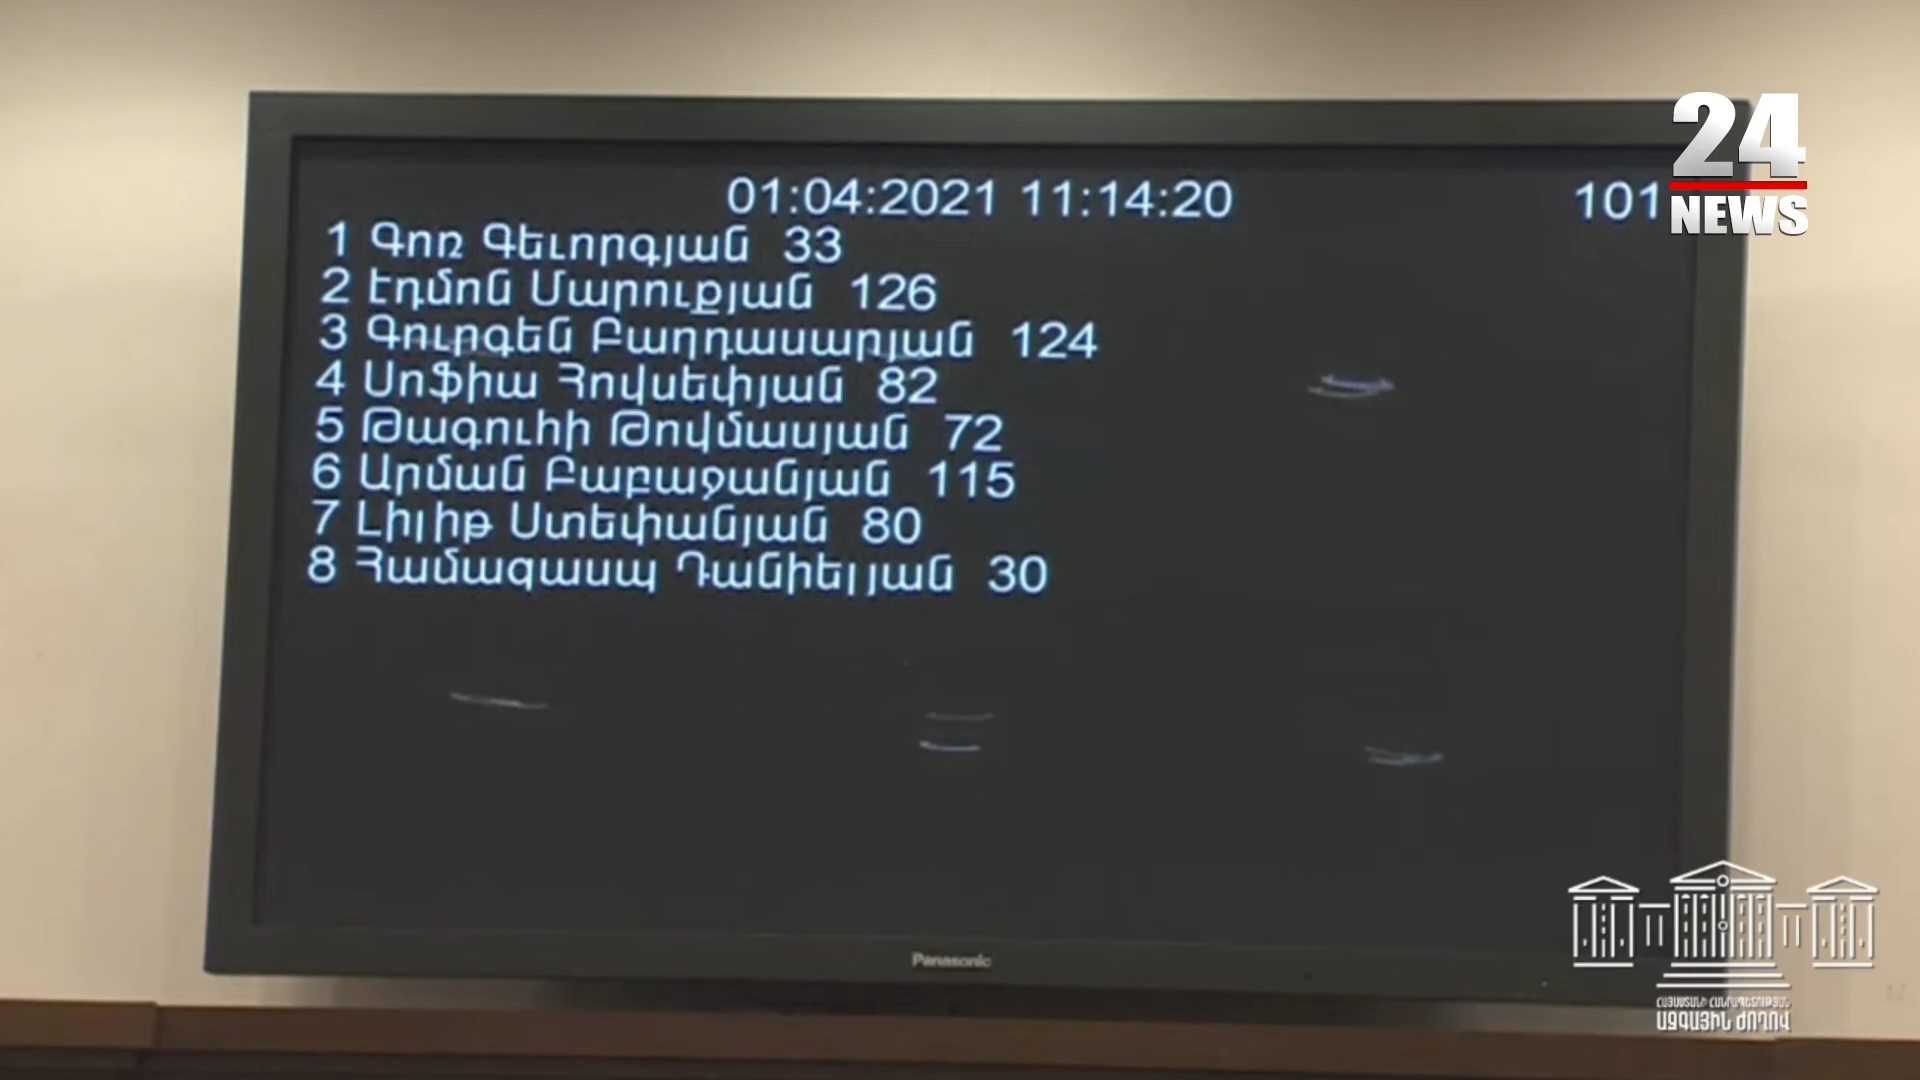 24
NEWS
01:04:2021 11:14:20
101
1 Գոռ Գեւորգյան 33
2 Էդմոն Մարուքյան 126
3 Գուրգեն Բաղդասարյան 124
4 Սոֆիա Հովսեփյան 82
5 Թագուհի Թովմասյան 72
6 Արման Բաբաջանյան 115
7 Լիլիթ Ստեփանյան 80
8 Համազասպ Դանիելյան 30
Panasonic
ՀԱՅԱՍՏԱՆԻ ՀԱՆՐԱՊԵՏՈՒԹՅԱՆ
ԱԶԳԱՅԻՆ ԺՈՂՈՎ